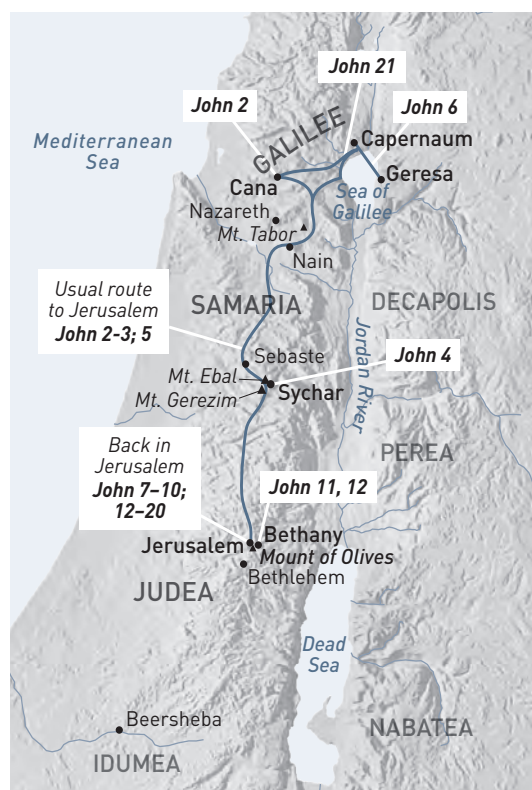 John 21
John 2
John 6
Mediterranean
Sea
GALILEE
Capernaum
Cana
Geresa
Sea of
Galilee
Nazareth
Mt. Tabor
Nain
Usual route
to Jerusalem
John 2-3; 5
SAMARIA
DECAPOLIS
Jordan River
Sebaste
John 4
Mt. Ebal
Sychar
Mt. Gerezim
PEREA
Back in
Jerusalem
John 7–10;
12–20
John 11, 12
Jerusalem
Bethany
Mount of Olives
Bethlehem
JUDEA
Dead
Sea
Beersheba
NABATEA
IDUMEA